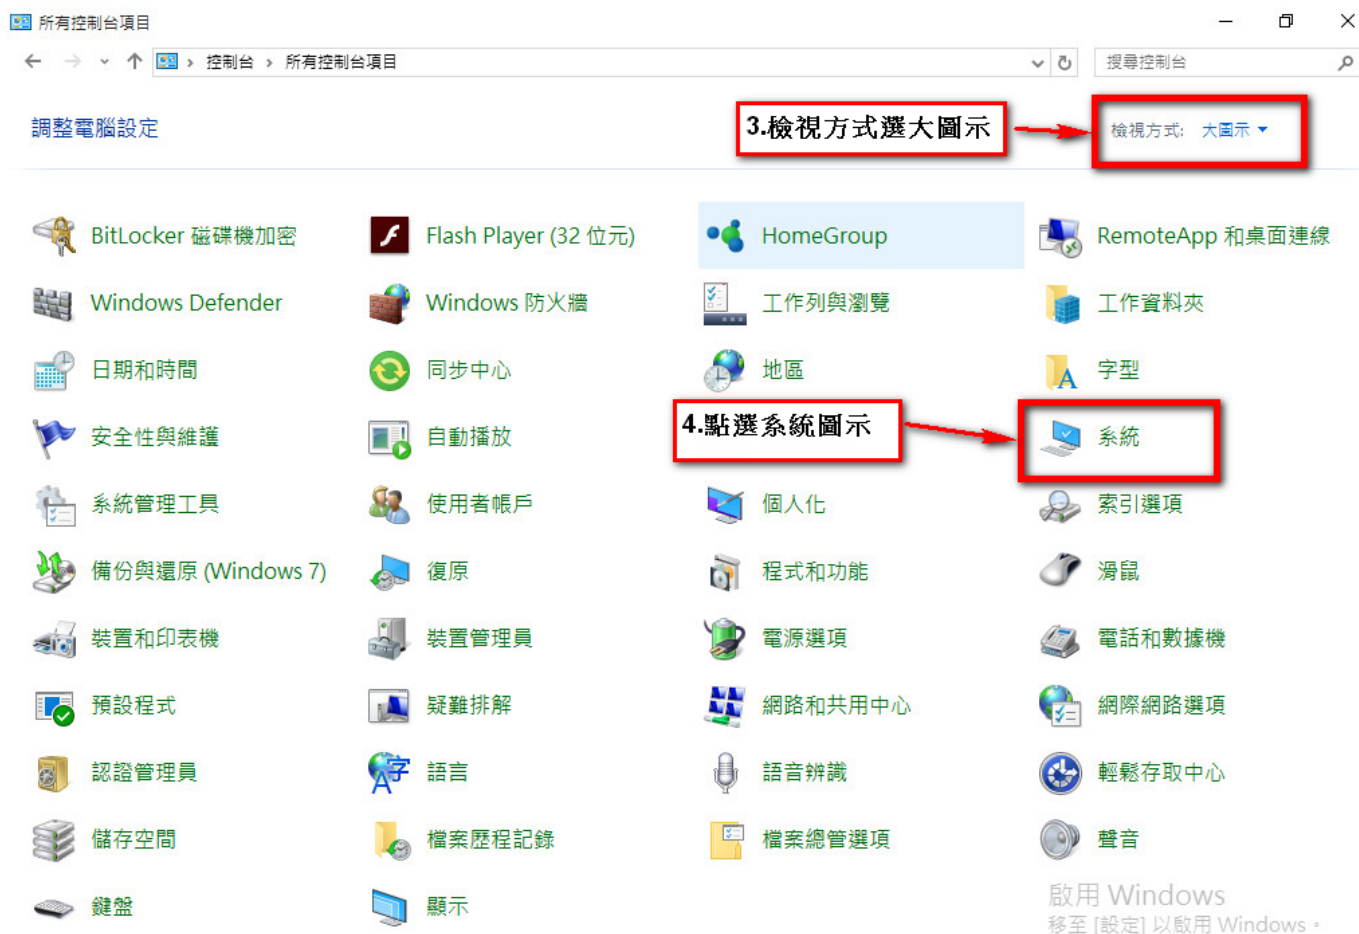 所有控制台項目
控制台 › 所有控制台項目
搜尋控制台
調整電腦設定
3.檢視方式選大圖示
檢視方式: 大圖示
BitLocker 磁碟機加密
Flash Player (32 位元)
HomeGroup
RemoteApp 和桌面連線
Windows Defender
Windows 防火牆
工作列與瀏覽
工作資料夾
日期和時間
同步中心
地區
字型
4.點選系統圖示
安全性與維護
自動播放
系統
系統管理工具
使用者帳戶
個人化
索引選項
備份與還原 (Windows 7)
復原
程式和功能
滑鼠
裝置和印表機
裝置管理員
電源選項
電話和數據機
預設程式
疑難排解
網路和共用中心
網際網路選項
認證管理員
語言
語音辨識
輕鬆存取中心
儲存空間
檔案歷程記錄
檔案總管選項
聲音
鍵盤
顯示
啟用 Windows
移至 [設定] 以啟用 Windows。